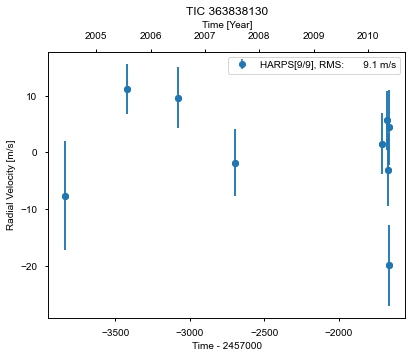 TIC 363838130
Time [Year]
2005 2006 2007 2008 2009 2010
HARPS[9/9], RMS: 9.1 m/s
Radial Velocity [m/s]
10
0
−10
−20
−3500 −3000 −2500 −2000
Time - 2457000